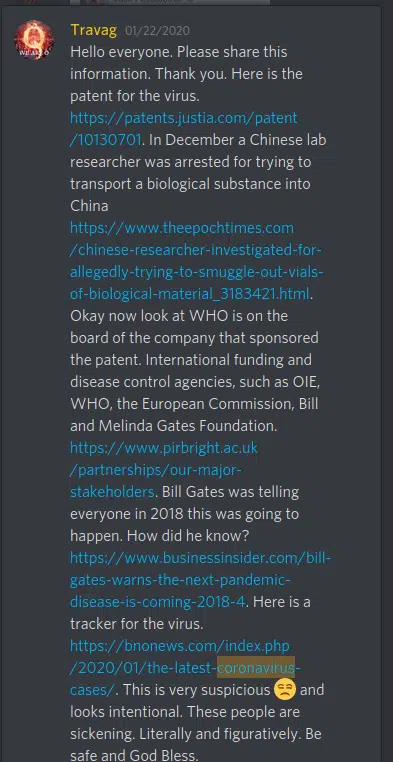 Travag 01/22/2020
Hello everyone. Please share this
information. Thank you. Here is the
patent for the virus.
https://patents.justia.com/patent
/10130701. In December a Chinese lab
researcher was arrested for trying to
transport a biological substance into
China
https://www.theepochtimes.com
/chinese-researcher-investigated-for-
allegedly-trying-to-smuggle-out-vials-
of-biological-material_3183421.html.
Okay now look at WHO is on the
board of the company that sponsored
the patent. International funding and
disease control agencies, such as OIE,
WHO, the European Commission, Bill
and Melinda Gates Foundation.
https://www.pirbright.ac.uk
/partnerships/our-major-
stakeholders. Bill Gates was telling
everyone in 2018 this was going to
happen. How did he know?
https://www.businessinsider.com/bill-
gates-warns-the-next-pandemic-
disease-is-coming-2018-4. Here is a
tracker for the virus.
https://bnonews.com/index.php
/2020/01/the-latest-coronavirus-
cases/. This is very suspicious 😒 and
looks intentional. These people are
sickening. Literally and figuratively. Be
safe and God Bless.